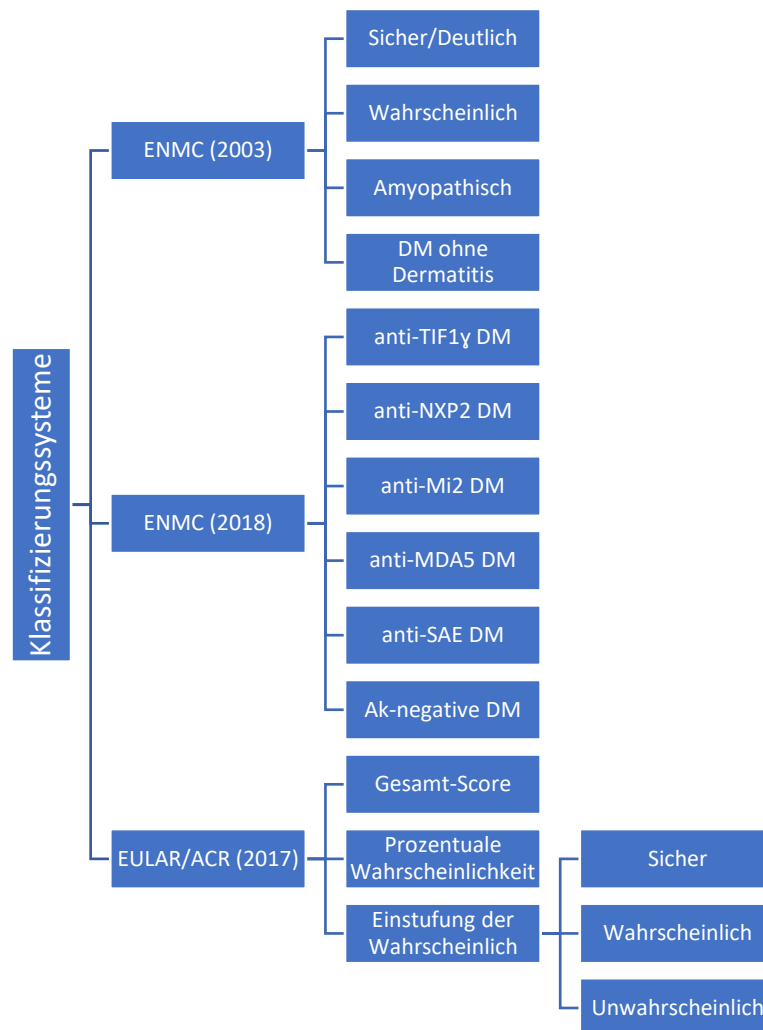 Klassifizierungssysteme
ENMC (2003)
Sicher/Deutlich
Wahrscheinlich
Amyopathisch
DM ohne
Dermatitis
ENMC (2018)
anti-TIF1ɣ DM
anti-NXP2 DM
anti-Mi2 DM
anti-MDA5 DM
anti-SAE DM
Ak-negative DM
EULAR/ACR (2017)
Gesamt-Score
Prozentuale
Wahrscheinlichkeit
Einstufung der
Wahrscheinlich
Sicher
Wahrscheinlich
Unwahrscheinlich